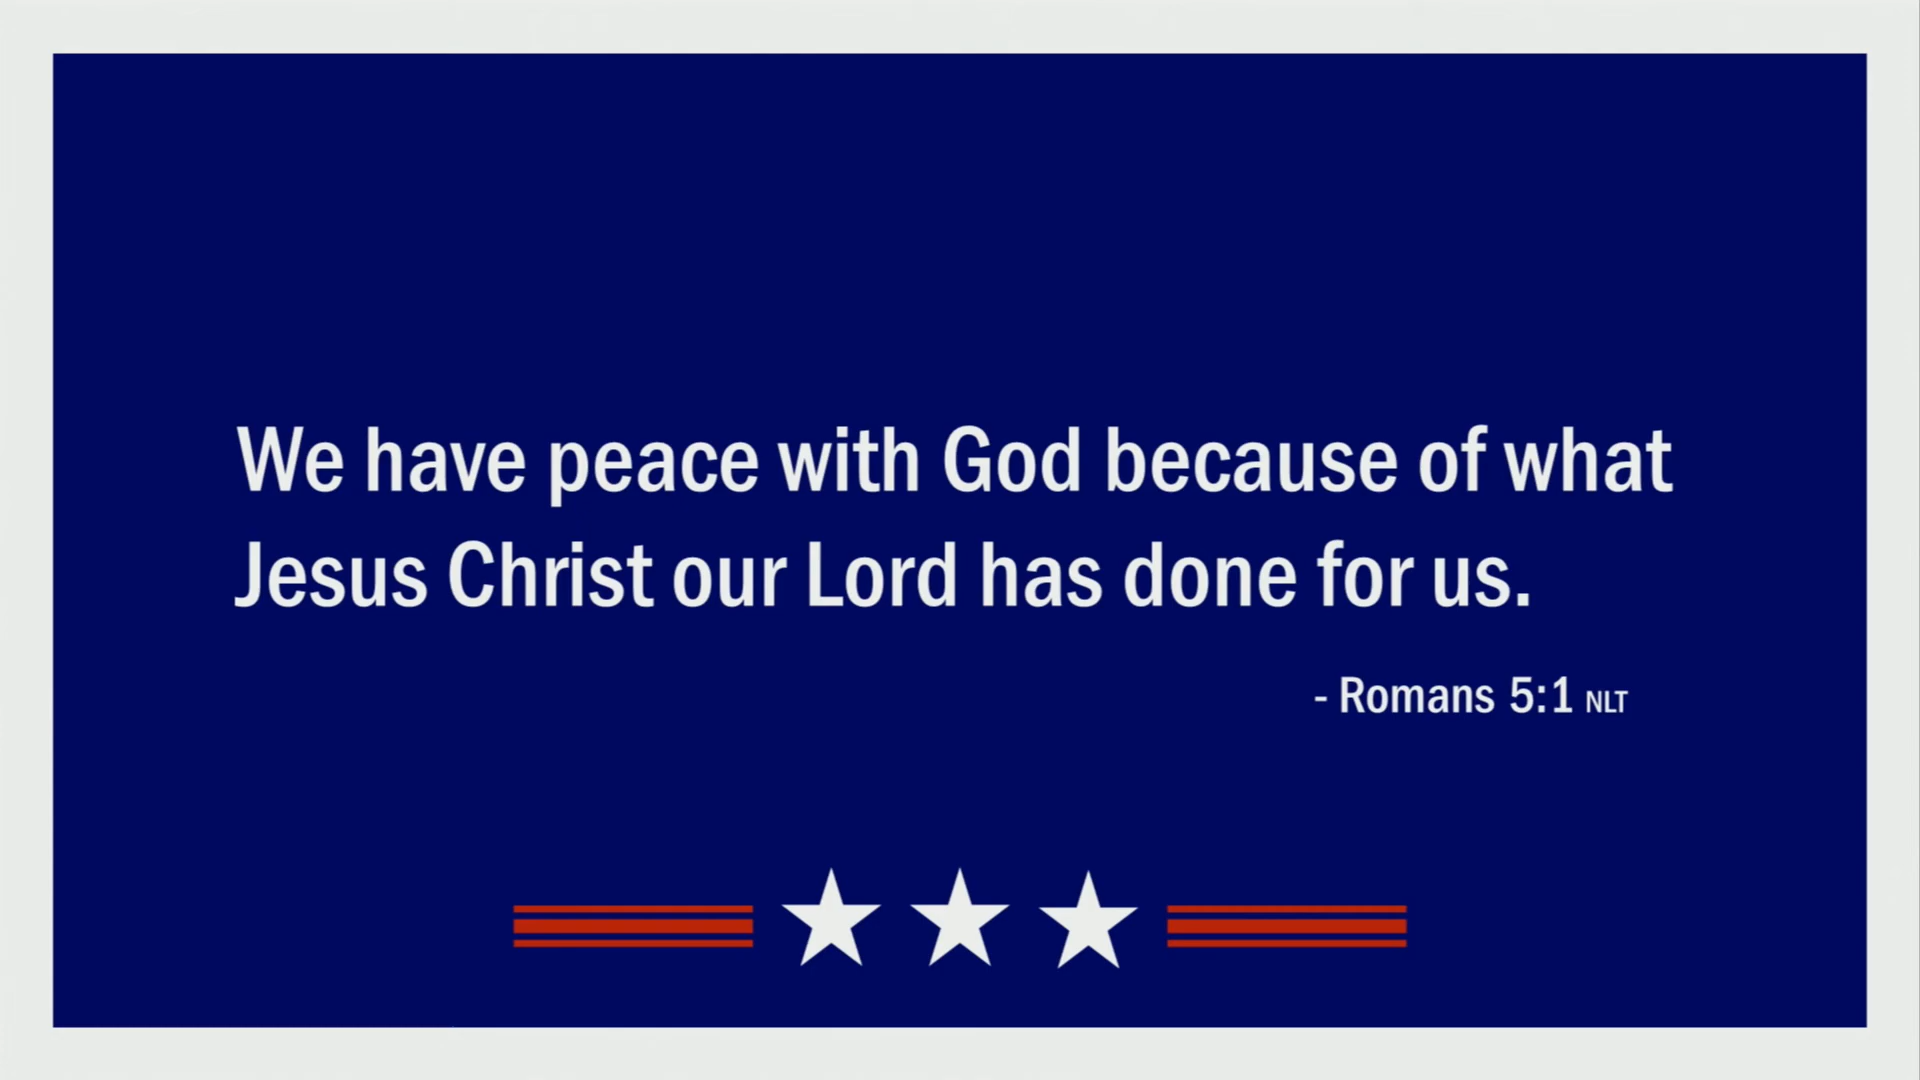 We have peace with God because of what
Jesus Christ our Lord has done for us.
- Romans 5:1 NLT